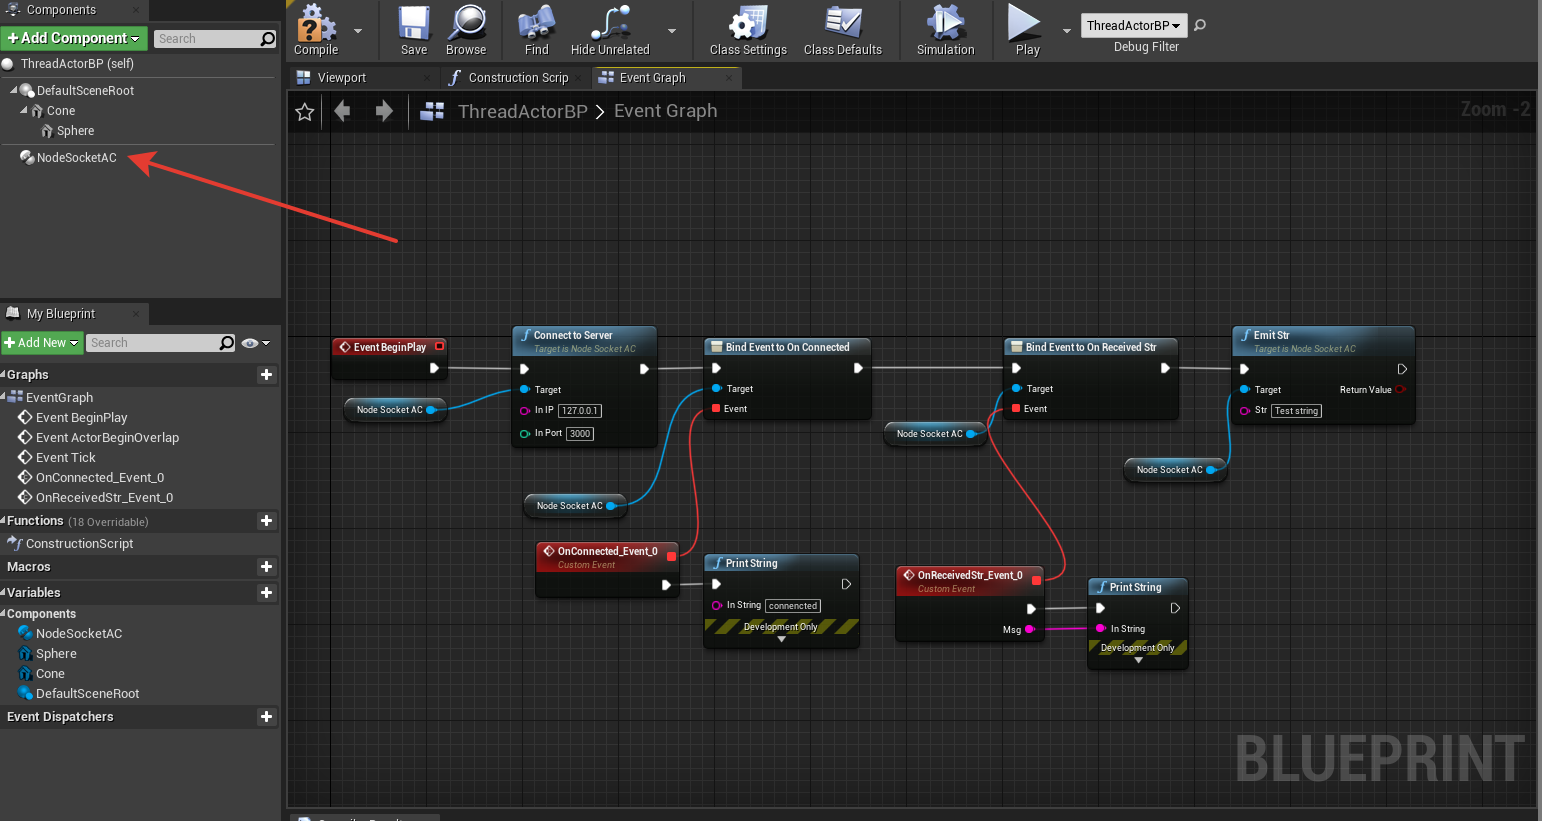 Components
+ Add Component
Search
ThreadActorBP (self)
DefaultSceneRoot
Cone
Sphere
NodeSocketAC
My Blueprint
+ Add New
Search
Graphs
EventGraph
Event BeginPlay
Event ActorBeginOverlap
Event Tick
OnConnected_Event_0
OnReceivedStr_Event_0
Functions (18 Overridable)
ConstructionScript
Macros
Variables
Components
NodeSocketAC
Sphere
Cone
DefaultSceneRoot
Event Dispatchers
Compile
Save
Browse
Find
Hide Unrelated
Class Settings
Class Defaults
Simulation
Play
ThreadActorBP
Debug Filter
Viewport
Construction Scrip
Event Graph
ThreadActorBP > Event Graph
Zoom -2
Event BeginPlay
Node Socket AC
Connect to Server
Target is Node Socket AC
Target
In IP 127.0.0.1
In Port 3000
Node Socket AC
Bind Event to On Connected
Target
Event
OnConnected_Event_0
Custom Event
Print String
In String connencted
Development Only
Node Socket AC
Bind Event to On Received Str
Target
Event
OnReceivedStr_Event_0
Custom Event
Msg
Print String
In String
Development Only
Node Socket AC
Emit Str
Target is Node Socket AC
Target
Return Value
Str Test string
BLUEPRINT